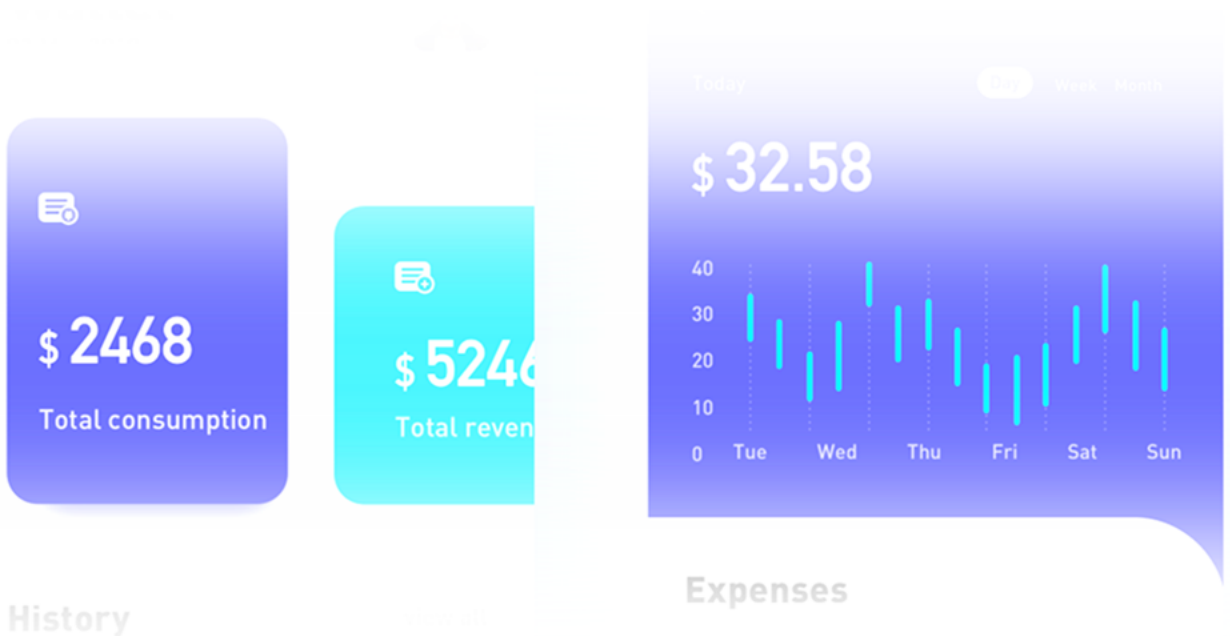 $ 2468
Total consumption
$ 5246
Total reven
History
Today
Day Week Month
$ 32.58
40
30
20
10
0 Tue Wed Thu Fri Sat Sun
Expenses